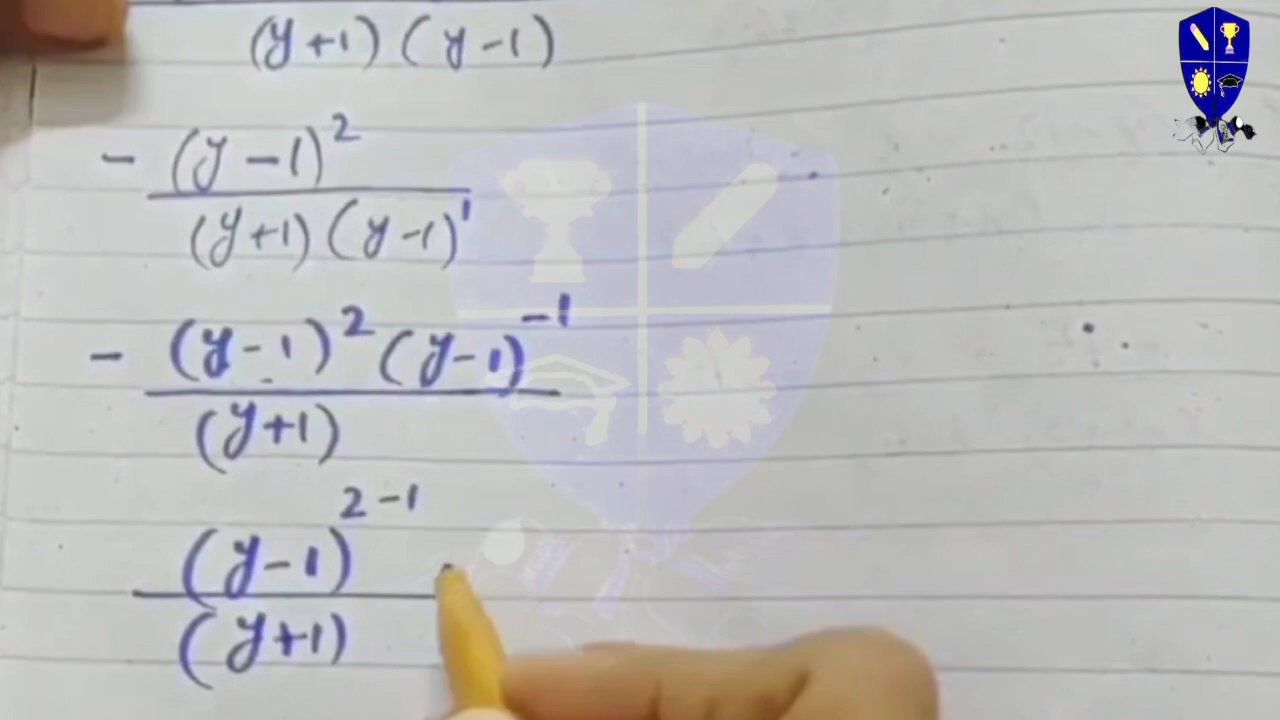 (y+1)(y-1)
- (y-1)²
(y+1)(y-1)¹
- (y-1)²(y-1)⁻¹
(y+1)
(y-1)²⁻¹
(y+1)